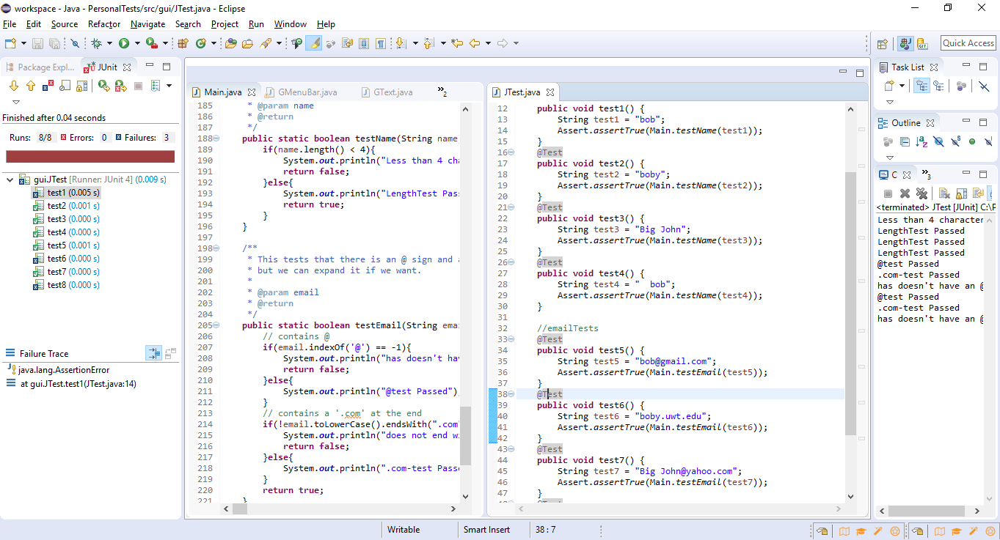 workspace - Java - PersonalTests/src/gui/JTest.java - Eclipse
File Edit Source Refactor Navigate Search Project Run Window Help
Quick Access
Package Expl...
JUnit
Finished after 0.04 seconds
Runs: 8/8 Errors: 0 Failures: 3
gui.JTest [Runner: JUnit 4] (0.009 s)
test1 (0.005 s)
test2 (0.001 s)
test3 (0.000 s)
test4 (0.000 s)
test5 (0.001 s)
test6 (0.000 s)
test7 (0.000 s)
test8 (0.000 s)
Failure Trace
java.lang.AssertionError
at gui.JTest.test1(JTest.java:14)
Main.java GMenuBar.java GText.java »2
185 * @param name
186 * @return
187 */
188 public static boolean testName(String name
189 if(name.length() < 4){
190 System.out.println("Less than 4 cha
191 return false;
192 }else{
193 System.out.println("LengthTest Pas
194 return true;
195 }
196 }
197
198 /**
199 * This tests that there is an @ sign and a
200 * but we can expand it if we want.
201 *
202 * @param email
203 * @return
204 */
205 public static boolean testEmail(String emai
206 // contains @
207 if(email.indexOf('@') == -1){
208 System.out.println("has doesn't hav
209 return false;
210 }else{
211 System.out.println("@test Passed")
212 }
213 // contains a '.com' at the end
214 if(!email.toLowerCase().endsWith(".com"
215 System.out.println("does not end wi
216 return false;
217 }else{
218 System.out.println(".com-test Passe
219 }
220 return true;
221 }
JTest.java
12 public void test1() {
13 String test1 = "bob";
14 Assert.assertTrue(Main.testName(test1));
15 }
16 @Test
17 public void test2() {
18 String test2 = "boby";
19 Assert.assertTrue(Main.testName(test2));
20 }
21 @Test
22 public void test3() {
23 String test3 = "Big John";
24 Assert.assertTrue(Main.testName(test3));
25 }
26 @Test
27 public void test4() {
28 String test4 = "  bob";
29 Assert.assertTrue(Main.testName(test4));
30 }
31
32 //emailTests
33 @Test
34 public void test5() {
35 String test5 = "bob@gmail.com";
36 Assert.assertTrue(Main.testEmail(test5));
37 }
38 @Test
39 public void test6() {
40 String test6 = "boby.uwt.edu";
41 Assert.assertTrue(Main.testEmail(test6));
42 }
43 @Test
44 public void test7() {
45 String test7 = "Big John@yahoo.com";
46 Assert.assertTrue(Main.testEmail(test7));
47 }
Task List
Outline
C »3
<terminated> JTest [JUnit] C:\P
Less than 4 character
LengthTest Passed
LengthTest Passed
LengthTest Passed
@test Passed
.com-test Passed
has doesn't have an @
@test Passed
.com-test Passed
has doesn't have an @
Writable Smart Insert 38 : 7